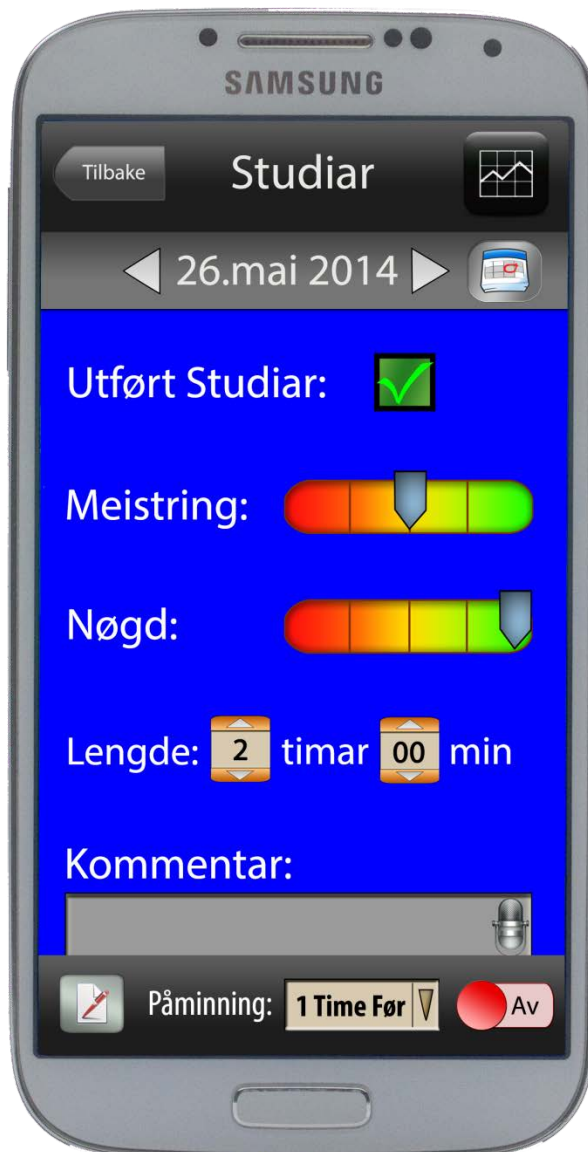 SAMSUNG
Tilbake Studiar
26.mai 2014
Utført Studiar:
Meistring:
Nøgd:
Lengde: 2 timar 00 min
Kommentar:
Påminning: 1 Time Før Av